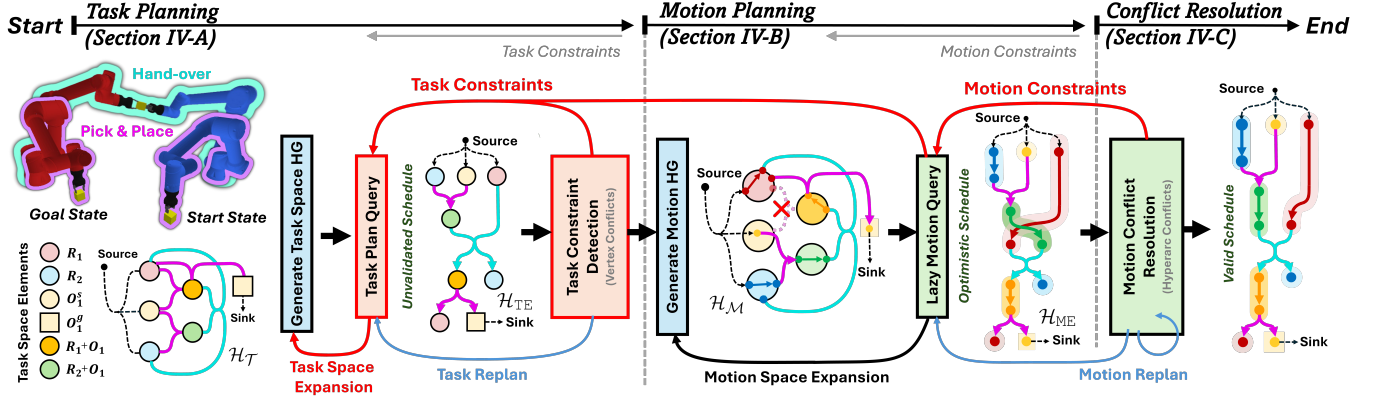 Start
Task Planning
(Section IV-A)
Task Constraints
Motion Planning
(Section IV-B)
Motion Constraints
Conflict Resolution
(Section IV-C)
End
Hand-over
Pick & Place
Goal State
Start State
Task Space Elements
R₁
R₂
O₁ˢ
O₁ᵍ
R₁+O₁
R₂+O₁
Source
Sink
ℋ_𝒯
Generate Task Space HG
Task Constraints
Task Plan Query
Task Space
Expansion
Unvalidated Schedule
Source
ℋ_TE
Sink
Task Constraint
Detection
(Vertex Conflicts)
Task Replan
Generate Motion HG
Source
ℋ_ℳ
Sink
Motion Space Expansion
Lazy Motion Query
Motion Constraints
Optimistic Schedule
Source
ℋ_ME
Sink
Motion Conflict
Resolution
(Hyperarc Conflicts)
Motion Replan
Valid Schedule
Source
Sink